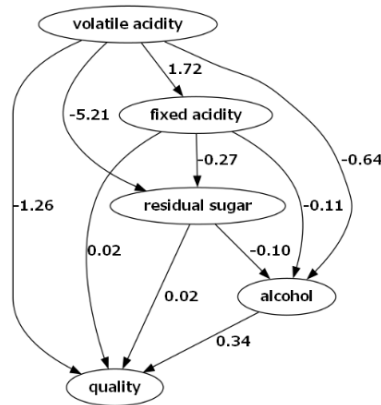 volatile acidity
1.72
fixed acidity
-5.21
-0.27
-0.64
-1.26
residual sugar
-0.11
0.02
-0.10
0.02
alcohol
0.34
quality